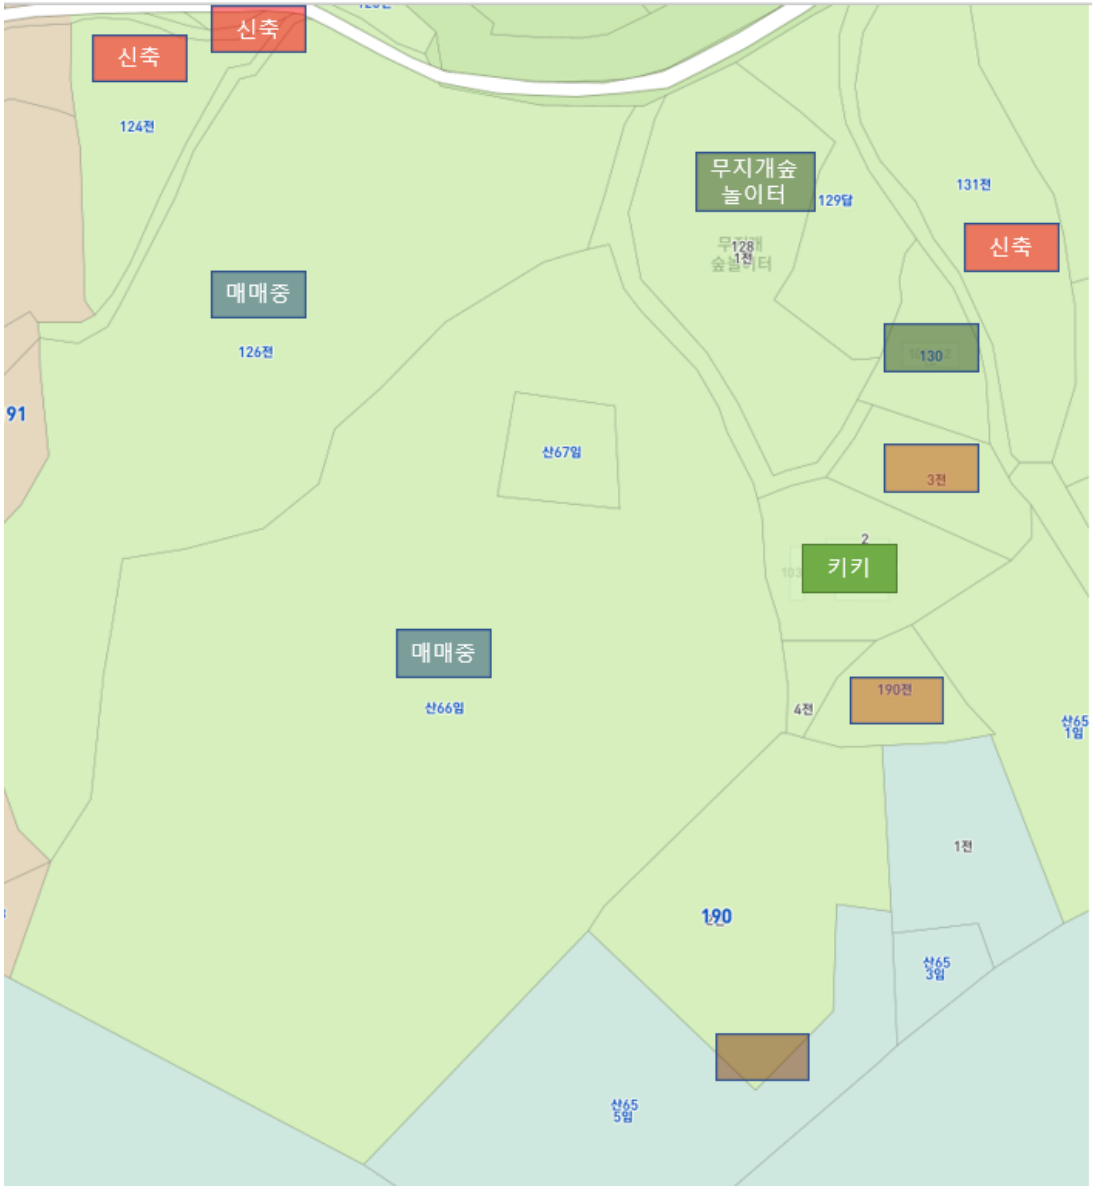 신축
신축
124전
무지개숲
놀이터
129답
131전
128
1전
신축
매매중
126전
130
91
산67임
3전
2
키키
103
매매중
190전
산66임
4전
산65
1임
1전
190
산65
3임
산65
5임